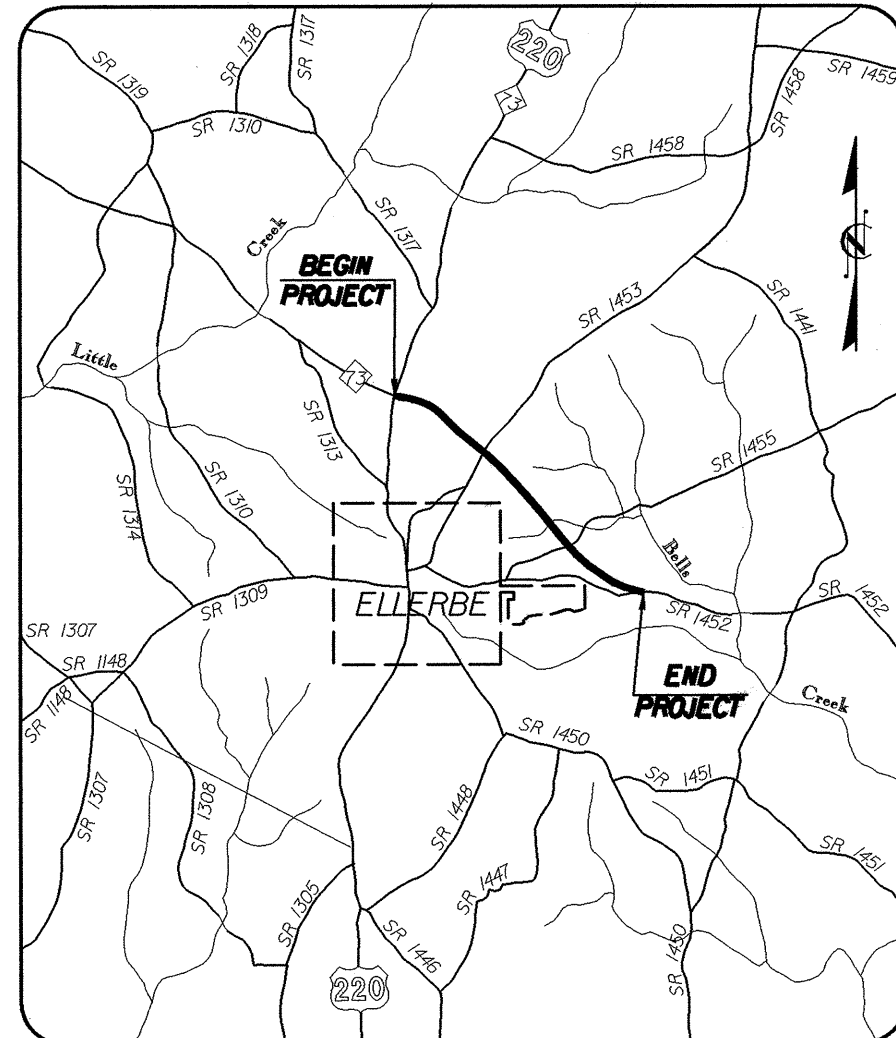 SR 1317
SR 1318
SR 1319
220
73
SR 1459
SR 1458
SR 1310
SR 1458
SR 1317
Creek
BEGIN
PROJECT
SR 1453
SR 1441
Little
73
SR 1313
SR 1455
SR 1314
SR 1310
Bells
SR 1309
ELLERBE
SR 1452
SR 1452
SR 1307
SR 1148
SR 1148
END
PROJECT
Creek
SR 1450
SR 1451
SR 1307
SR 1308
SR 1448
SR 1451
SR 1447
SR 1305
SR 1446
SR 1450
220
N